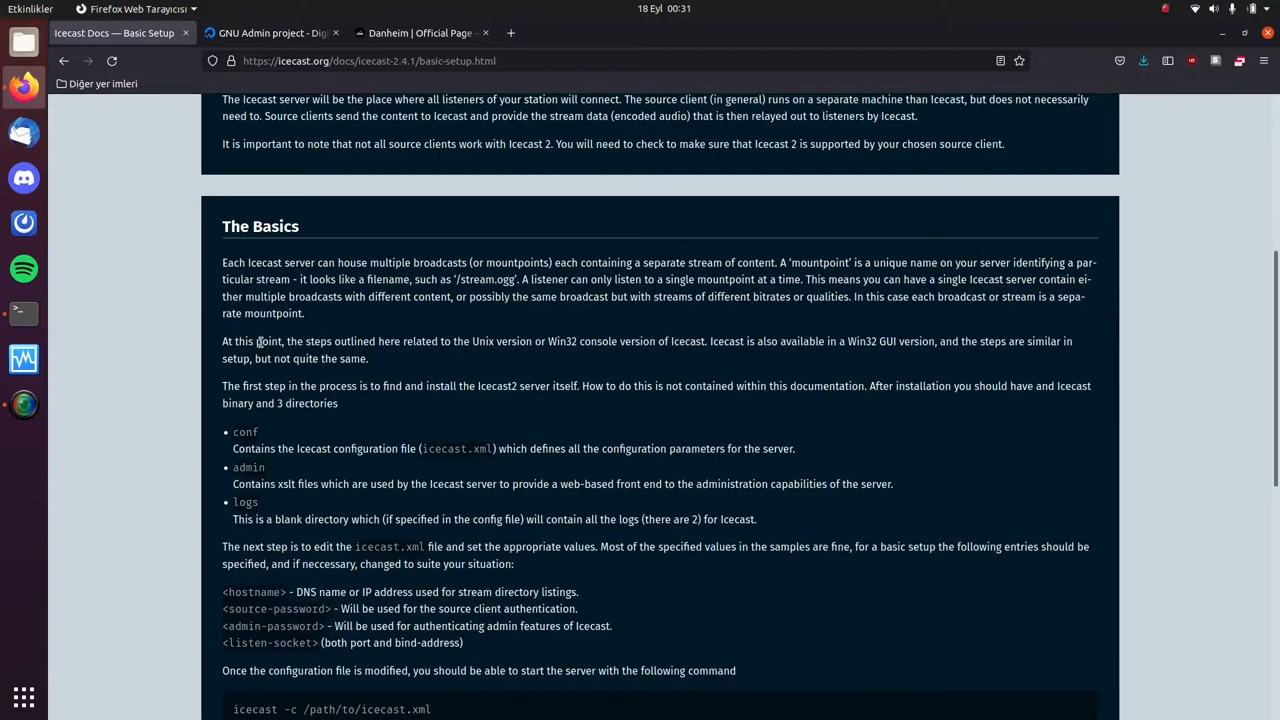 Etkinlikler
Firefox Web Tarayıcısı
18 Eyl 00:31
Icecast Docs — Basic Setup
GNU Admin project - Digi
Danheim | Official Page -
https://icecast.org/docs/icecast-2.4.1/basic-setup.html
Diğer yer imleri
The Icecast server will be the place where all listeners of your station will connect. The source client (in general) runs on a separate machine than Icecast, but does not necessarily
need to. Source clients send the content to Icecast and provide the stream data (encoded audio) that is then relayed out to listeners by Icecast.
It is important to note that not all source clients work with Icecast 2. You will need to check to make sure that Icecast 2 is supported by your chosen source client.
The Basics
Each Icecast server can house multiple broadcasts (or mountpoints) each containing a separate stream of content. A ‘mountpoint’ is a unique name on your server identifying a par-
ticular stream - it looks like a filename, such as ‘/stream.ogg’. A listener can only listen to a single mountpoint at a time. This means you can have a single Icecast server contain ei-
ther multiple broadcasts with different content, or possibly the same broadcast but with streams of different bitrates or qualities. In this case each broadcast or stream is a sepa-
rate mountpoint.
At this point, the steps outlined here related to the Unix version or Win32 console version of Icecast. Icecast is also available in a Win32 GUI version, and the steps are similar in
setup, but not quite the same.
The first step in the process is to find and install the Icecast2 server itself. How to do this is not contained within this documentation. After installation you should have and Icecast
binary and 3 directories
• conf
Contains the Icecast configuration file (icecast.xml) which defines all the configuration parameters for the server.
• admin
Contains xslt files which are used by the Icecast server to provide a web-based front end to the administration capabilities of the server.
• logs
This is a blank directory which (if specified in the config file) will contain all the logs (there are 2) for Icecast.
The next step is to edit the icecast.xml file and set the appropriate values. Most of the specified values in the samples are fine, for a basic setup the following entries should be
specified, and if neccessary, changed to suite your situation:
<hostname> - DNS name or IP address used for stream directory listings.
<source-password> - Will be used for the source client authentication.
<admin-password> - Will be used for authenticating admin features of Icecast.
<listen-socket> (both port and bind-address)
Once the configuration file is modified, you should be able to start the server with the following command
icecast -c /path/to/icecast.xml